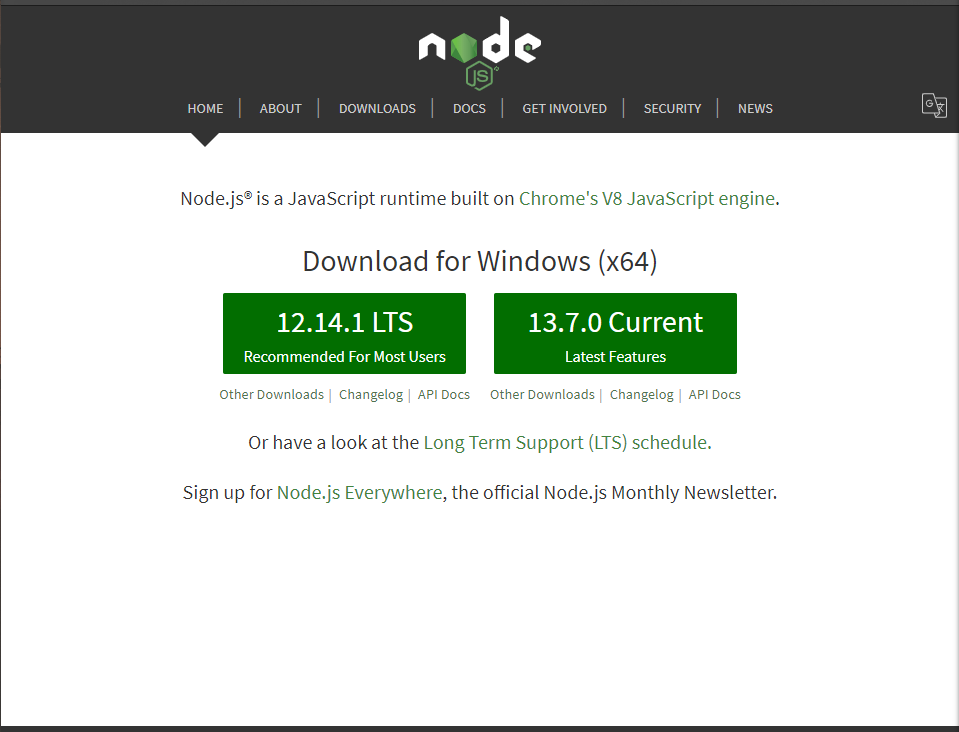 node
JS
HOME | ABOUT | DOWNLOADS | DOCS | GET INVOLVED | SECURITY | NEWS
G
Node.js® is a JavaScript runtime built on Chrome's V8 JavaScript engine.
Download for Windows (x64)
12.14.1 LTS
Recommended For Most Users
13.7.0 Current
Latest Features
Other Downloads | Changelog | API Docs
Other Downloads | Changelog | API Docs
Or have a look at the Long Term Support (LTS) schedule.
Sign up for Node.js Everywhere, the official Node.js Monthly Newsletter.